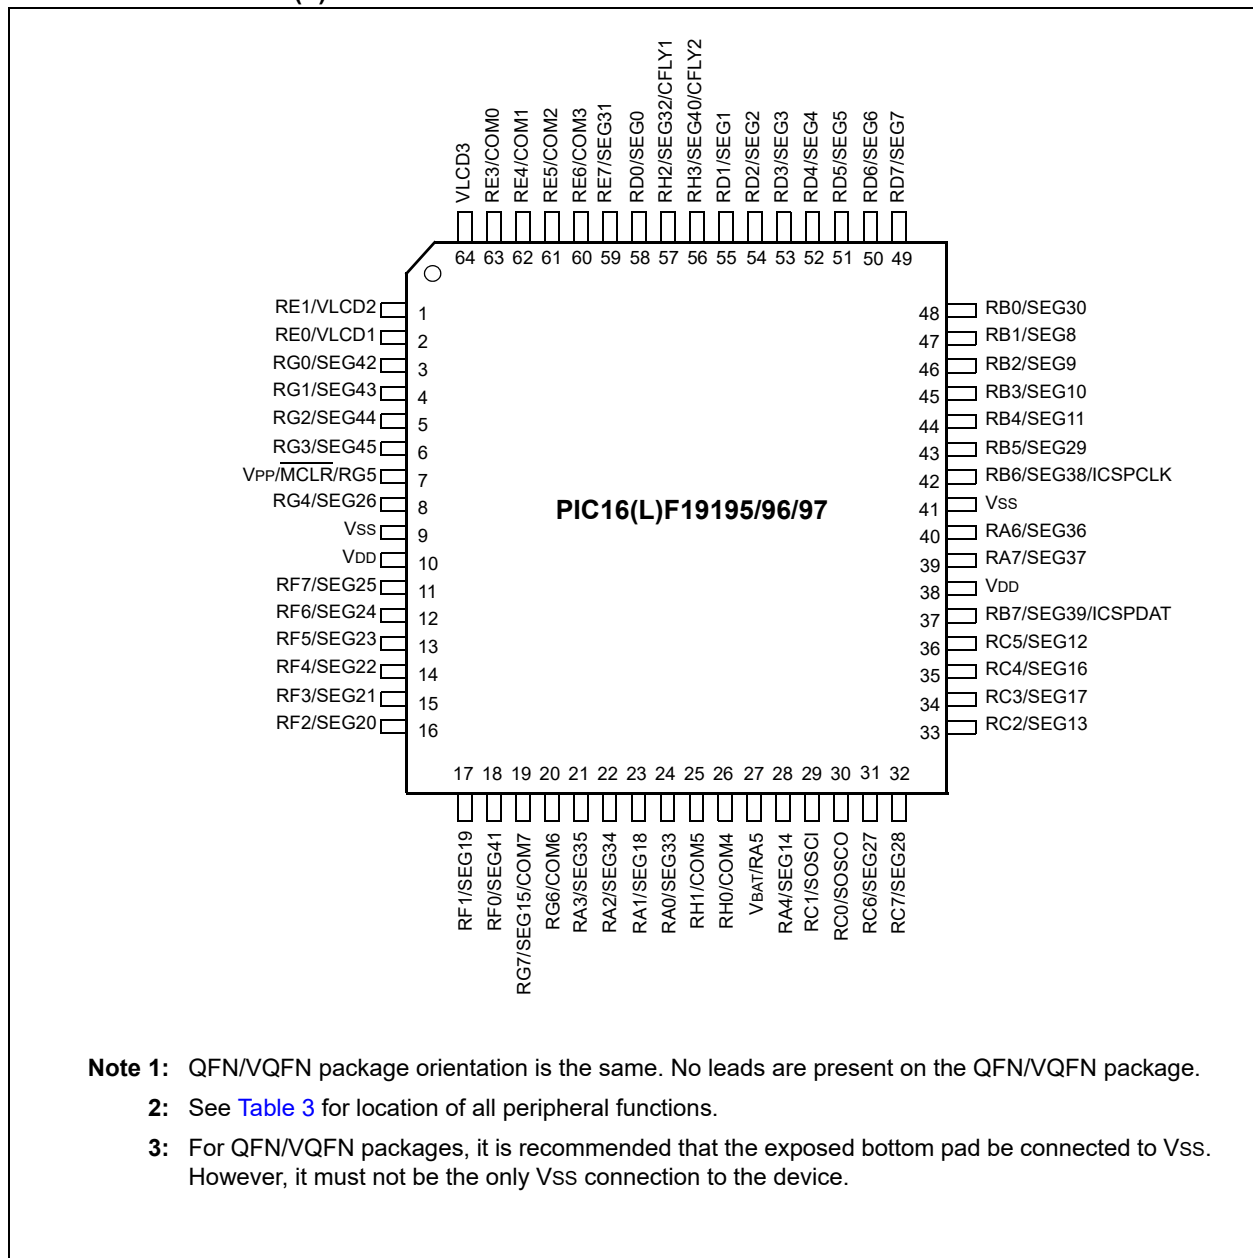 VLCD3
RE3/COM0
RE4/COM1
RE5/COM2
RE6/COM3
RE7/SEG31
RD0/SEG0
RH2/SEG32/CFLY1
RH3/SEG40/CFLY2
RD1/SEG1
RD2/SEG2
RD3/SEG3
RD4/SEG4
RD5/SEG5
RD6/SEG6
RD7/SEG7
64 63 62 61 60 59 58 57 56 55 54 53 52 51 50 49
RE1/VLCD2 1
RE0/VLCD1 2
RG0/SEG42 3
RG1/SEG43 4
RG2/SEG44 5
RG3/SEG45 6
VPP/MCLR/RG5 7
RG4/SEG26 8
VSS 9
VDD 10
RF7/SEG25 11
RF6/SEG24 12
RF5/SEG23 13
RF4/SEG22 14
RF3/SEG21 15
RF2/SEG20 16
PIC16(L)F19195/96/97
48 RB0/SEG30
47 RB1/SEG8
46 RB2/SEG9
45 RB3/SEG10
44 RB4/SEG11
43 RB5/SEG29
42 RB6/SEG38/ICSPCLK
41 VSS
40 RA6/SEG36
39 RA7/SEG37
38 VDD
37 RB7/SEG39/ICSPDAT
36 RC5/SEG12
35 RC4/SEG16
34 RC3/SEG17
33 RC2/SEG13
17 18 19 20 21 22 23 24 25 26 27 28 29 30 31 32
RF1/SEG19
RF0/SEG41
RG7/SEG15/COM7
RG6/COM6
RA3/SEG35
RA2/SEG34
RA1/SEG18
RA0/SEG33
RH1/COM5
RH0/COM4
VBAT/RA5
RA4/SEG14
RC1/SOSCI
RC0/SOSCO
RC6/SEG27
RC7/SEG28
Note 1: QFN/VQFN package orientation is the same. No leads are present on the QFN/VQFN package.
2: See Table 3 for location of all peripheral functions.
3: For QFN/VQFN packages, it is recommended that the exposed bottom pad be connected to VSS.
However, it must not be the only VSS connection to the device.